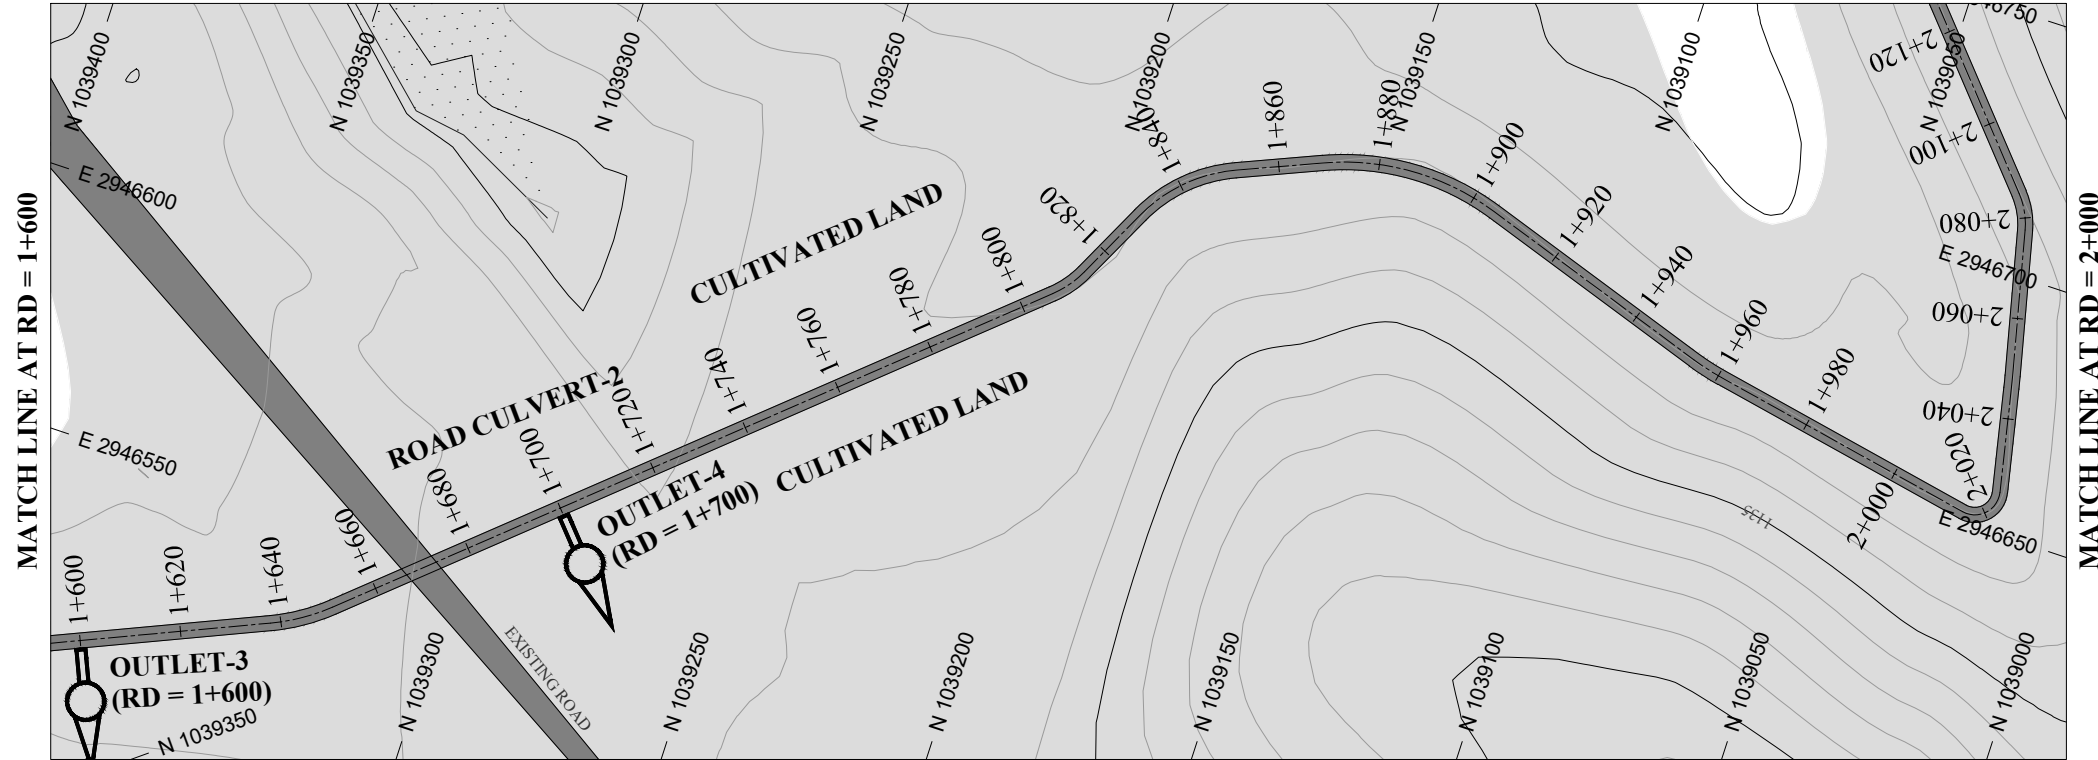 MATCH LINE AT RD = 1+600
N 1039400
N 1039350
N 1039300
N 1039250
N 1039200
N 1039150
N 1039100
N 1039050
E 2946600
E 2946550
1+600
1+620
1+640
1+660
1+680
1+700
1+720
1+740
1+760
1+780
1+800
1+820
1+840
1+860
1+880
1+900
1+920
1+940
1+960
1+980
2+000
2+020
2+040
2+060
2+080
2+100
2+120
CULTIVATED LAND
ROAD CULVERT-2
CULTIVATED LAND
OUTLET-4
(RD = 1+700)
OUTLET-3
(RD = 1+600)
EXISTING ROAD
1135
E 2946700
E 2946650
N 1039350
N 1039300
N 1039250
N 1039200
N 1039150
N 1039100
N 1039050
N 1039000
MATCH LINE AT RD = 2+000